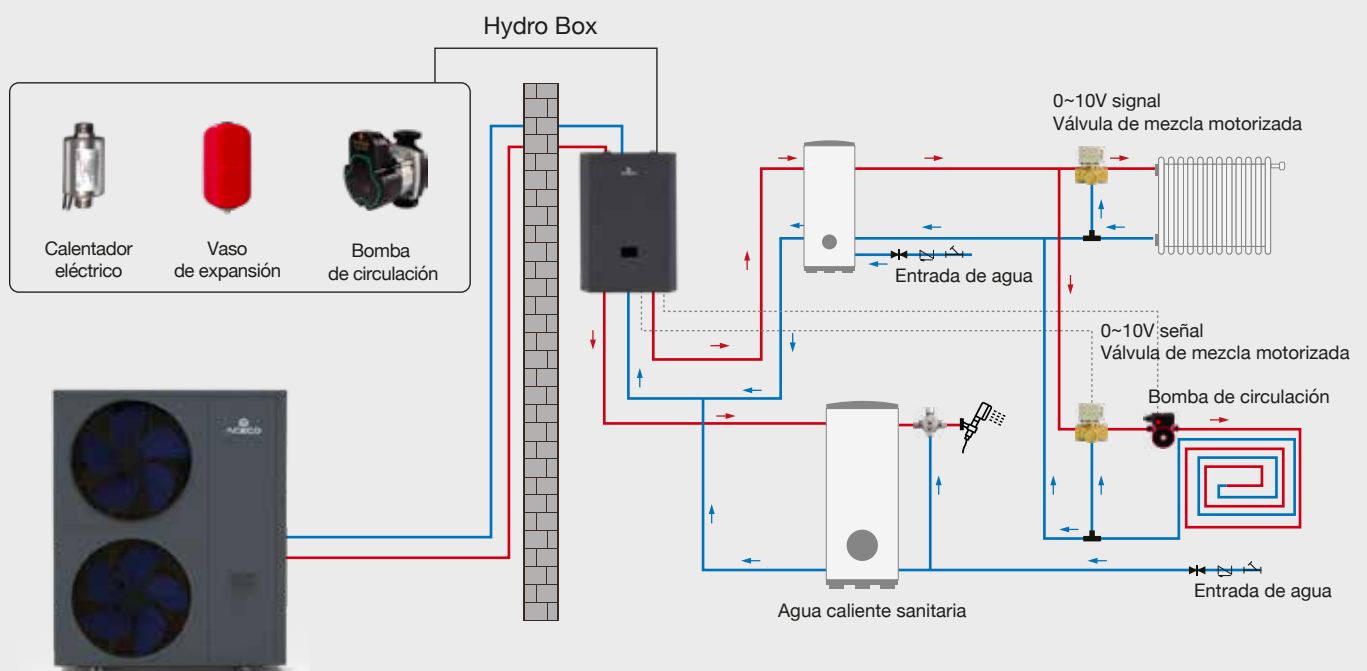 Hydro Box
Calentador
eléctrico
Vaso
de expansión
Bomba
de circulación
0~10V signal
Válvula de mezcla motorizada
Entrada de agua
0~10V señal
Válvula de mezcla motorizada
Bomba de circulación
ACECO
Agua caliente sanitaria
Entrada de agua